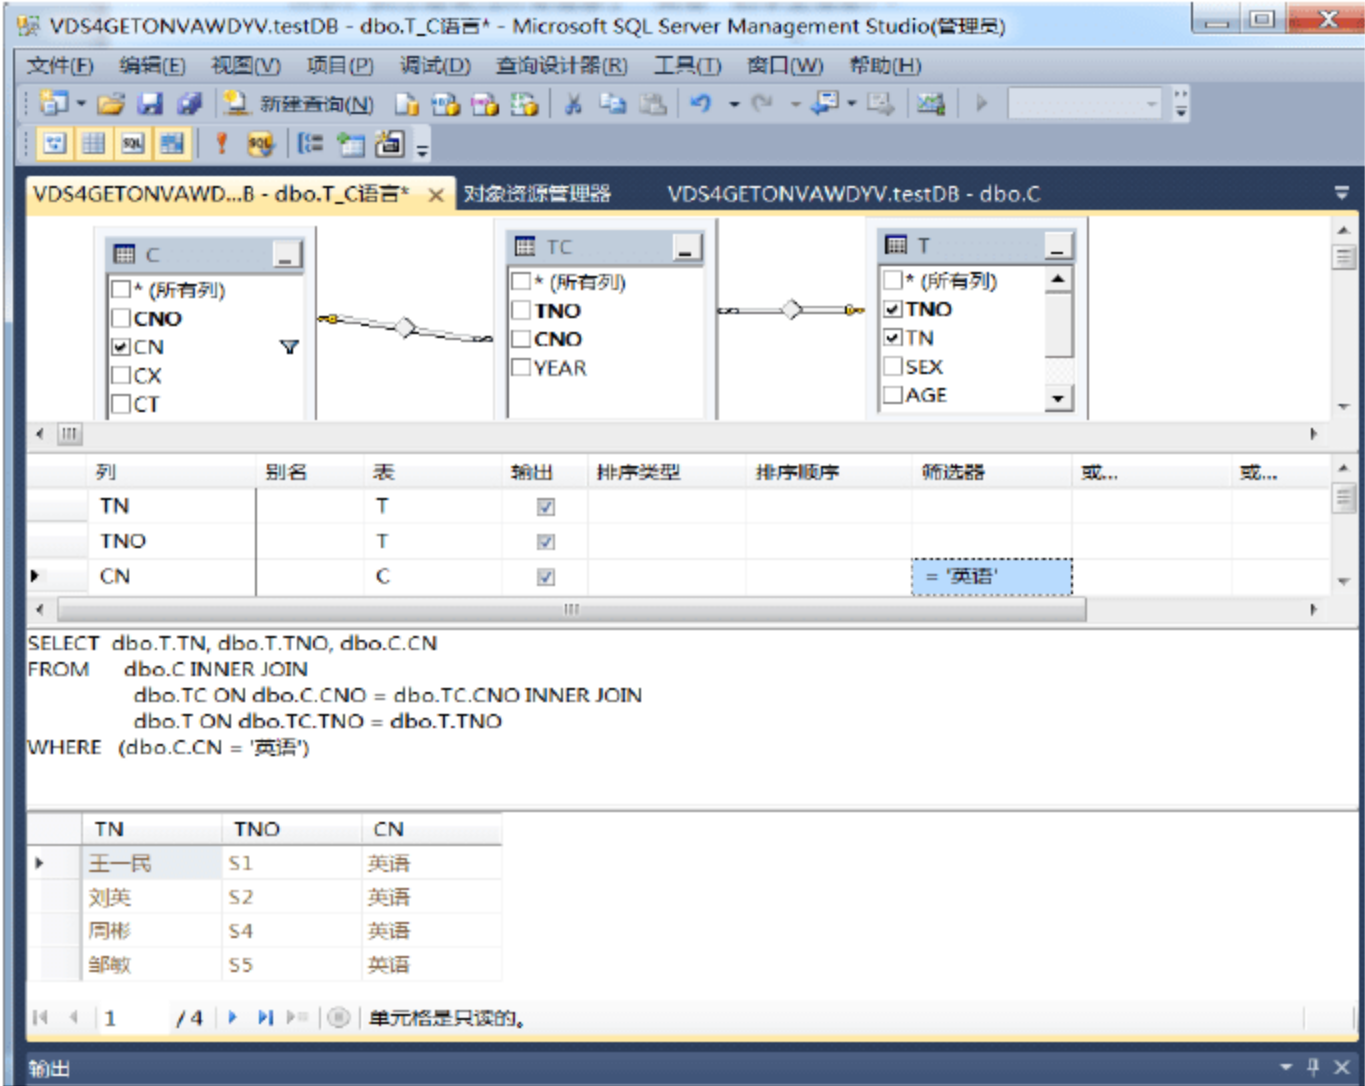 VDS4GETONVAWDYV.testDB - dbo.T_C语言* - Microsoft SQL Server Management Studio(管理员)
文件(F) 编辑(E) 视图(V) 项目(P) 调试(D) 查询设计器(R) 工具(T) 窗口(W) 帮助(H)
新建查询(N)
VDS4GETONVAWD...B - dbo.T_C语言* 对象资源管理器 VDS4GETONVAWDYV.testDB - dbo.C
C
* (所有列)
CNO
CN
CX
CT
TC
* (所有列)
TNO
CNO
YEAR
T
* (所有列)
TNO
TN
SEX
AGE
列 别名 表 输出 排序类型 排序顺序 筛选器 或... 或...
TN T
TNO T
CN C = '英语'
SELECT dbo.T.TN, dbo.T.TNO, dbo.C.CN
FROM dbo.C INNER JOIN
dbo.TC ON dbo.C.CNO = dbo.TC.CNO INNER JOIN
dbo.T ON dbo.TC.TNO = dbo.T.TNO
WHERE (dbo.C.CN = '英语')
TN TNO CN
王一民 S1 英语
刘英 S2 英语
周彬 S4 英语
邹敏 S5 英语
1 / 4 单元格是只读的。
输出